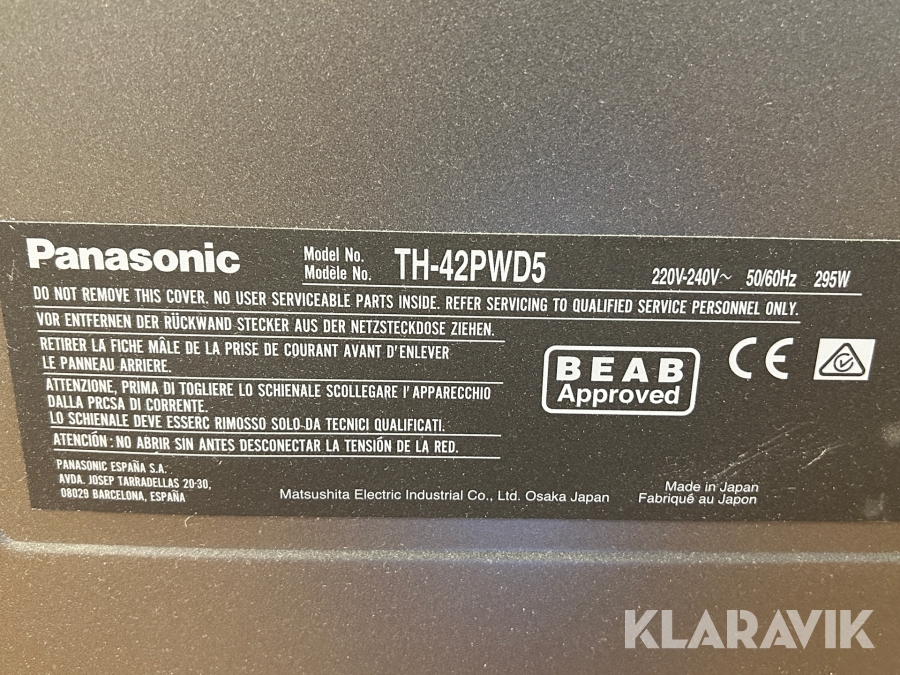 Panasonic
Model No.
Modèle No.
TH-42PWD5
220V-240V~ 50/60Hz 295W
DO NOT REMOVE THIS COVER. NO USER SERVICEABLE PARTS INSIDE. REFER SERVICING TO QUALIFIED SERVICE PERSONNEL ONLY.
VOR ENTFERNEN DER RÜCKWAND STECKER AUS DER NETZSTECKDOSE ZIEHEN.
RETIRER LA FICHE MÂLE DE LA PRISE DE COURANT AVANT D'ENLEVER
LE PANNEAU ARRIERE.
ATTENZIONE, PRIMA DI TOGLIERE LO SCHIENALE SCOLLEGARE I'APPARECCHIO
DALLA PRCSA DI CORRENTE.
LO SCHIENALE DEVE ESSERC RIMOSSO SOLO DA TECNICI QUALIFICATI.
ATENCIÓN: NO ABRIR SIN ANTES DESCONECTAR LA TENSIÓN DE LA RED.
PANASONIC ESPAÑA S.A.
AVDA. JOSEP TARRADELLAS 20-30,
08029 BARCELONA, ESPAÑA
BEAB
Approved
CE
Matsushita Electric Industrial Co., Ltd. Osaka Japan
Made in Japan
Fabriqué au Japon
KLARAVIK